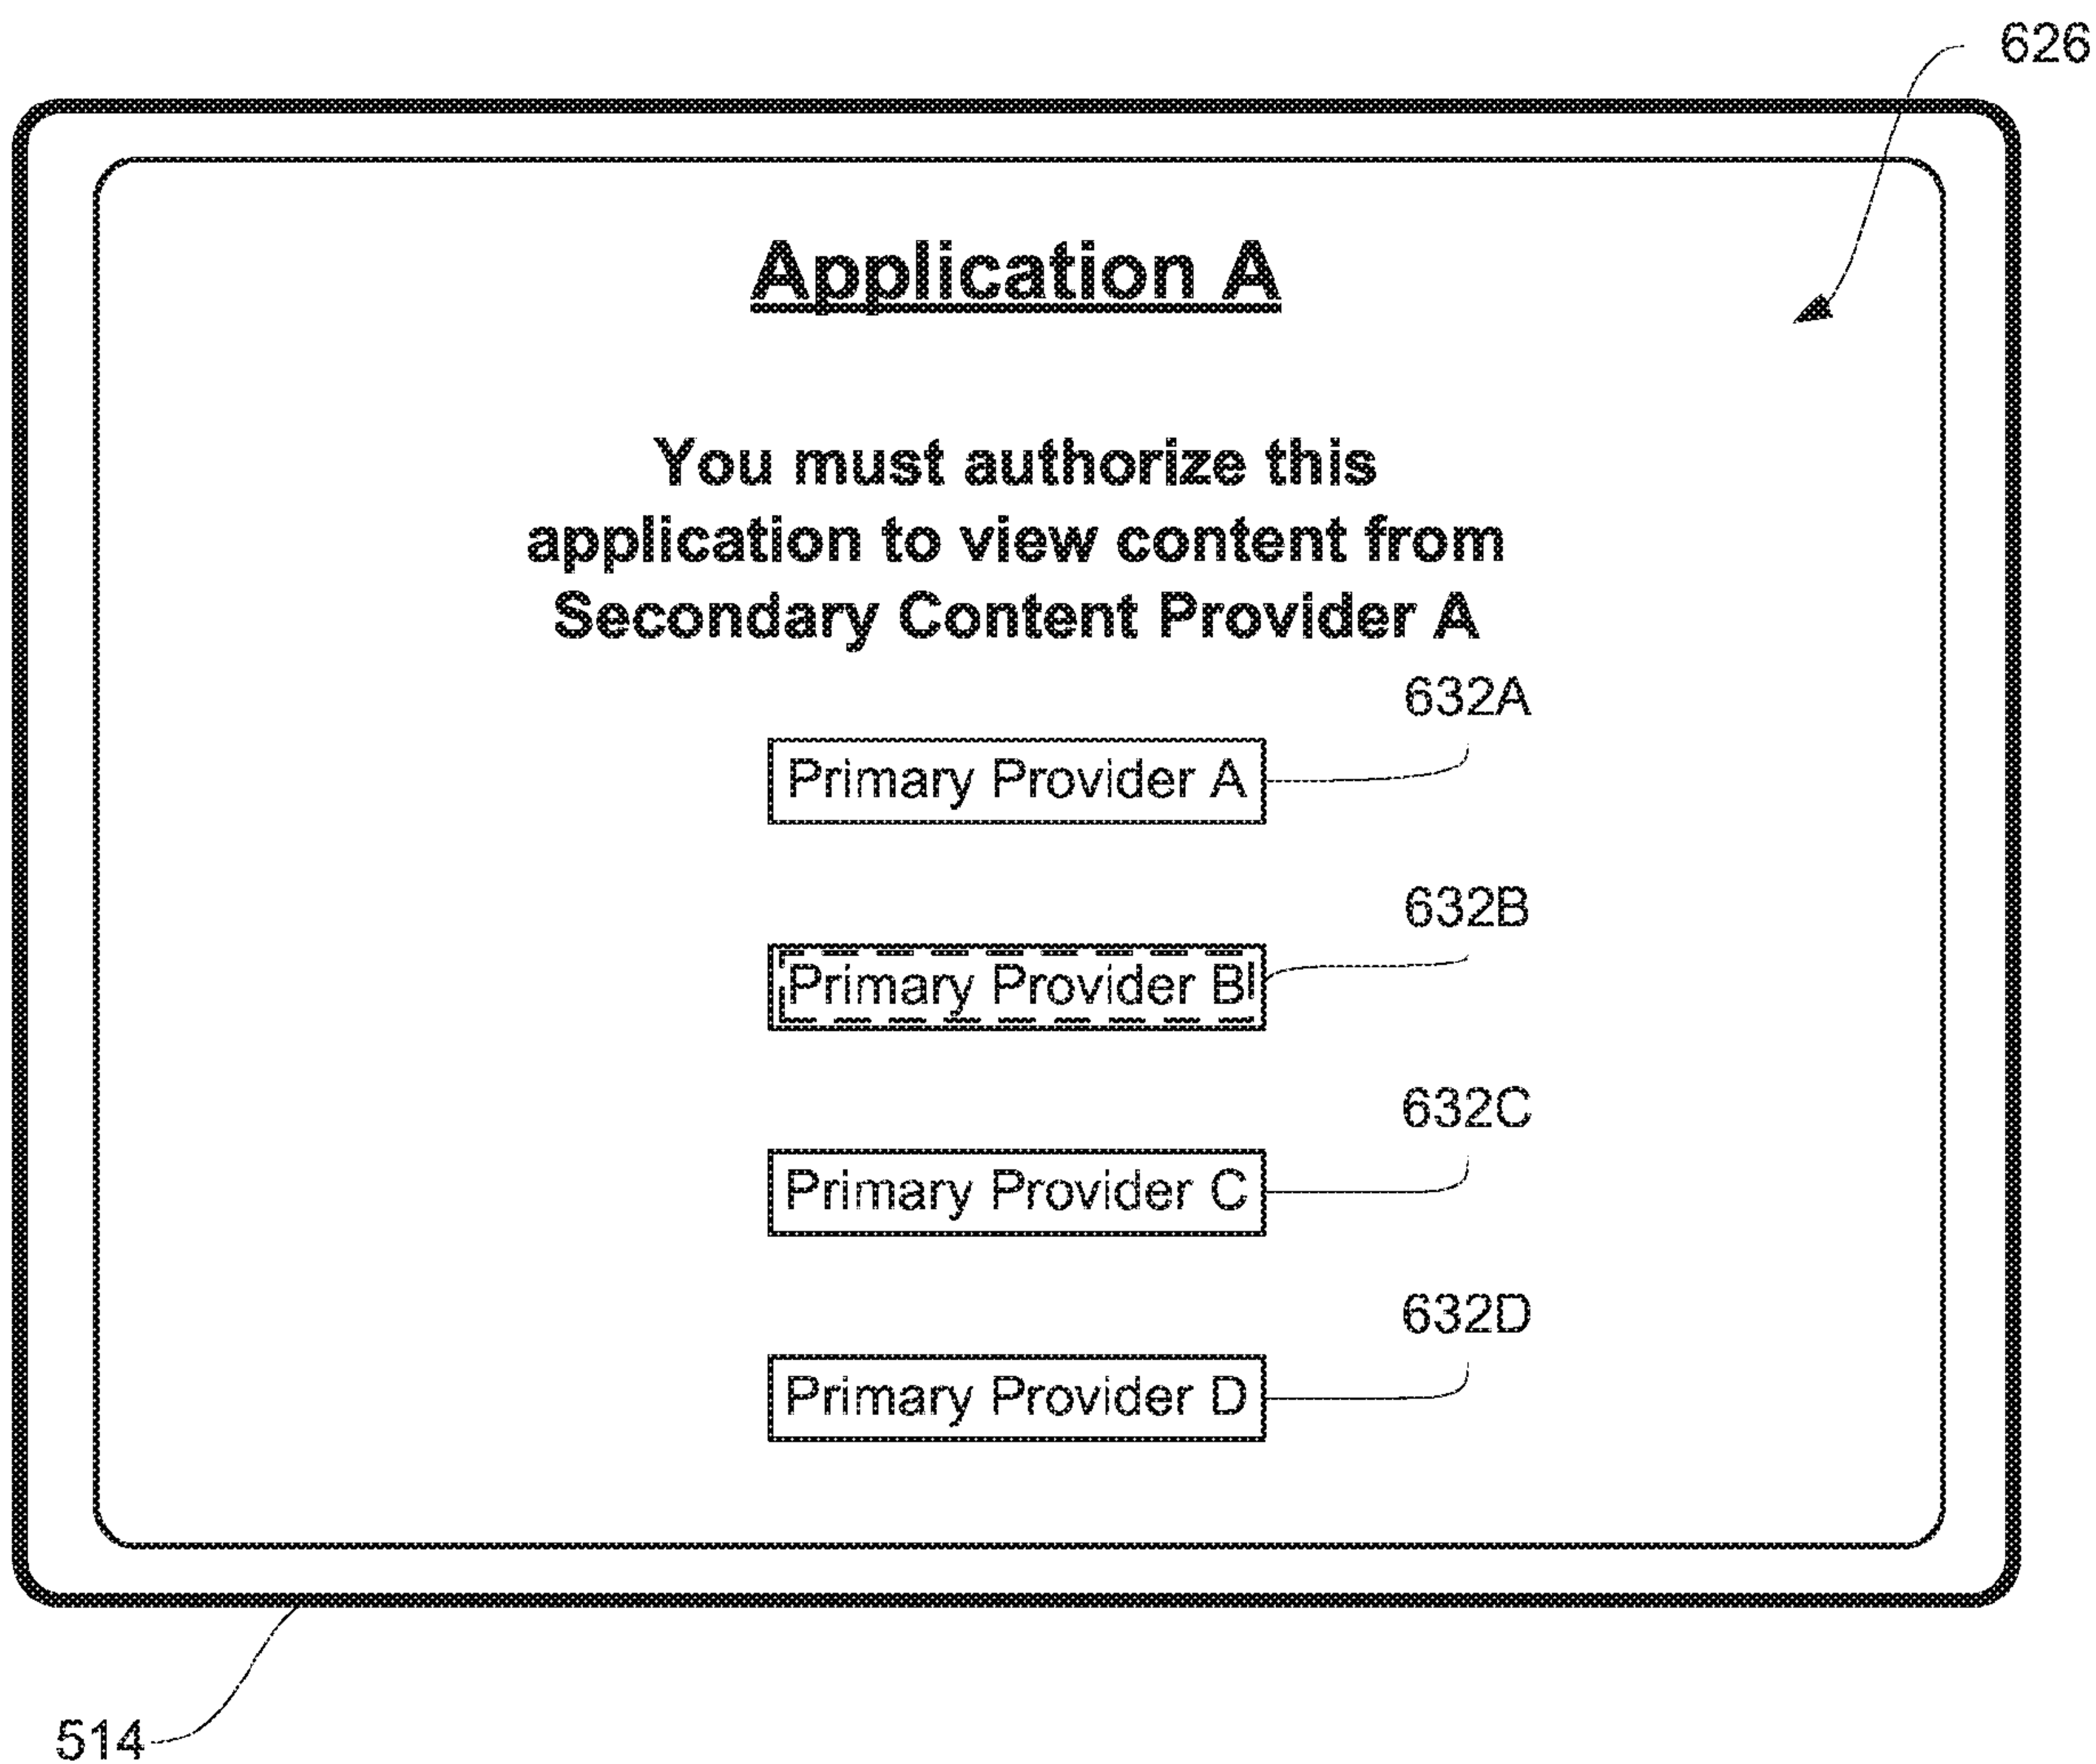 626
Application A
You must authorize this
application to view content from
Secondary Content Provider A
632A
Primary Provider A
632B
Primary Provider B
632C
Primary Provider C
632D
Primary Provider D
514